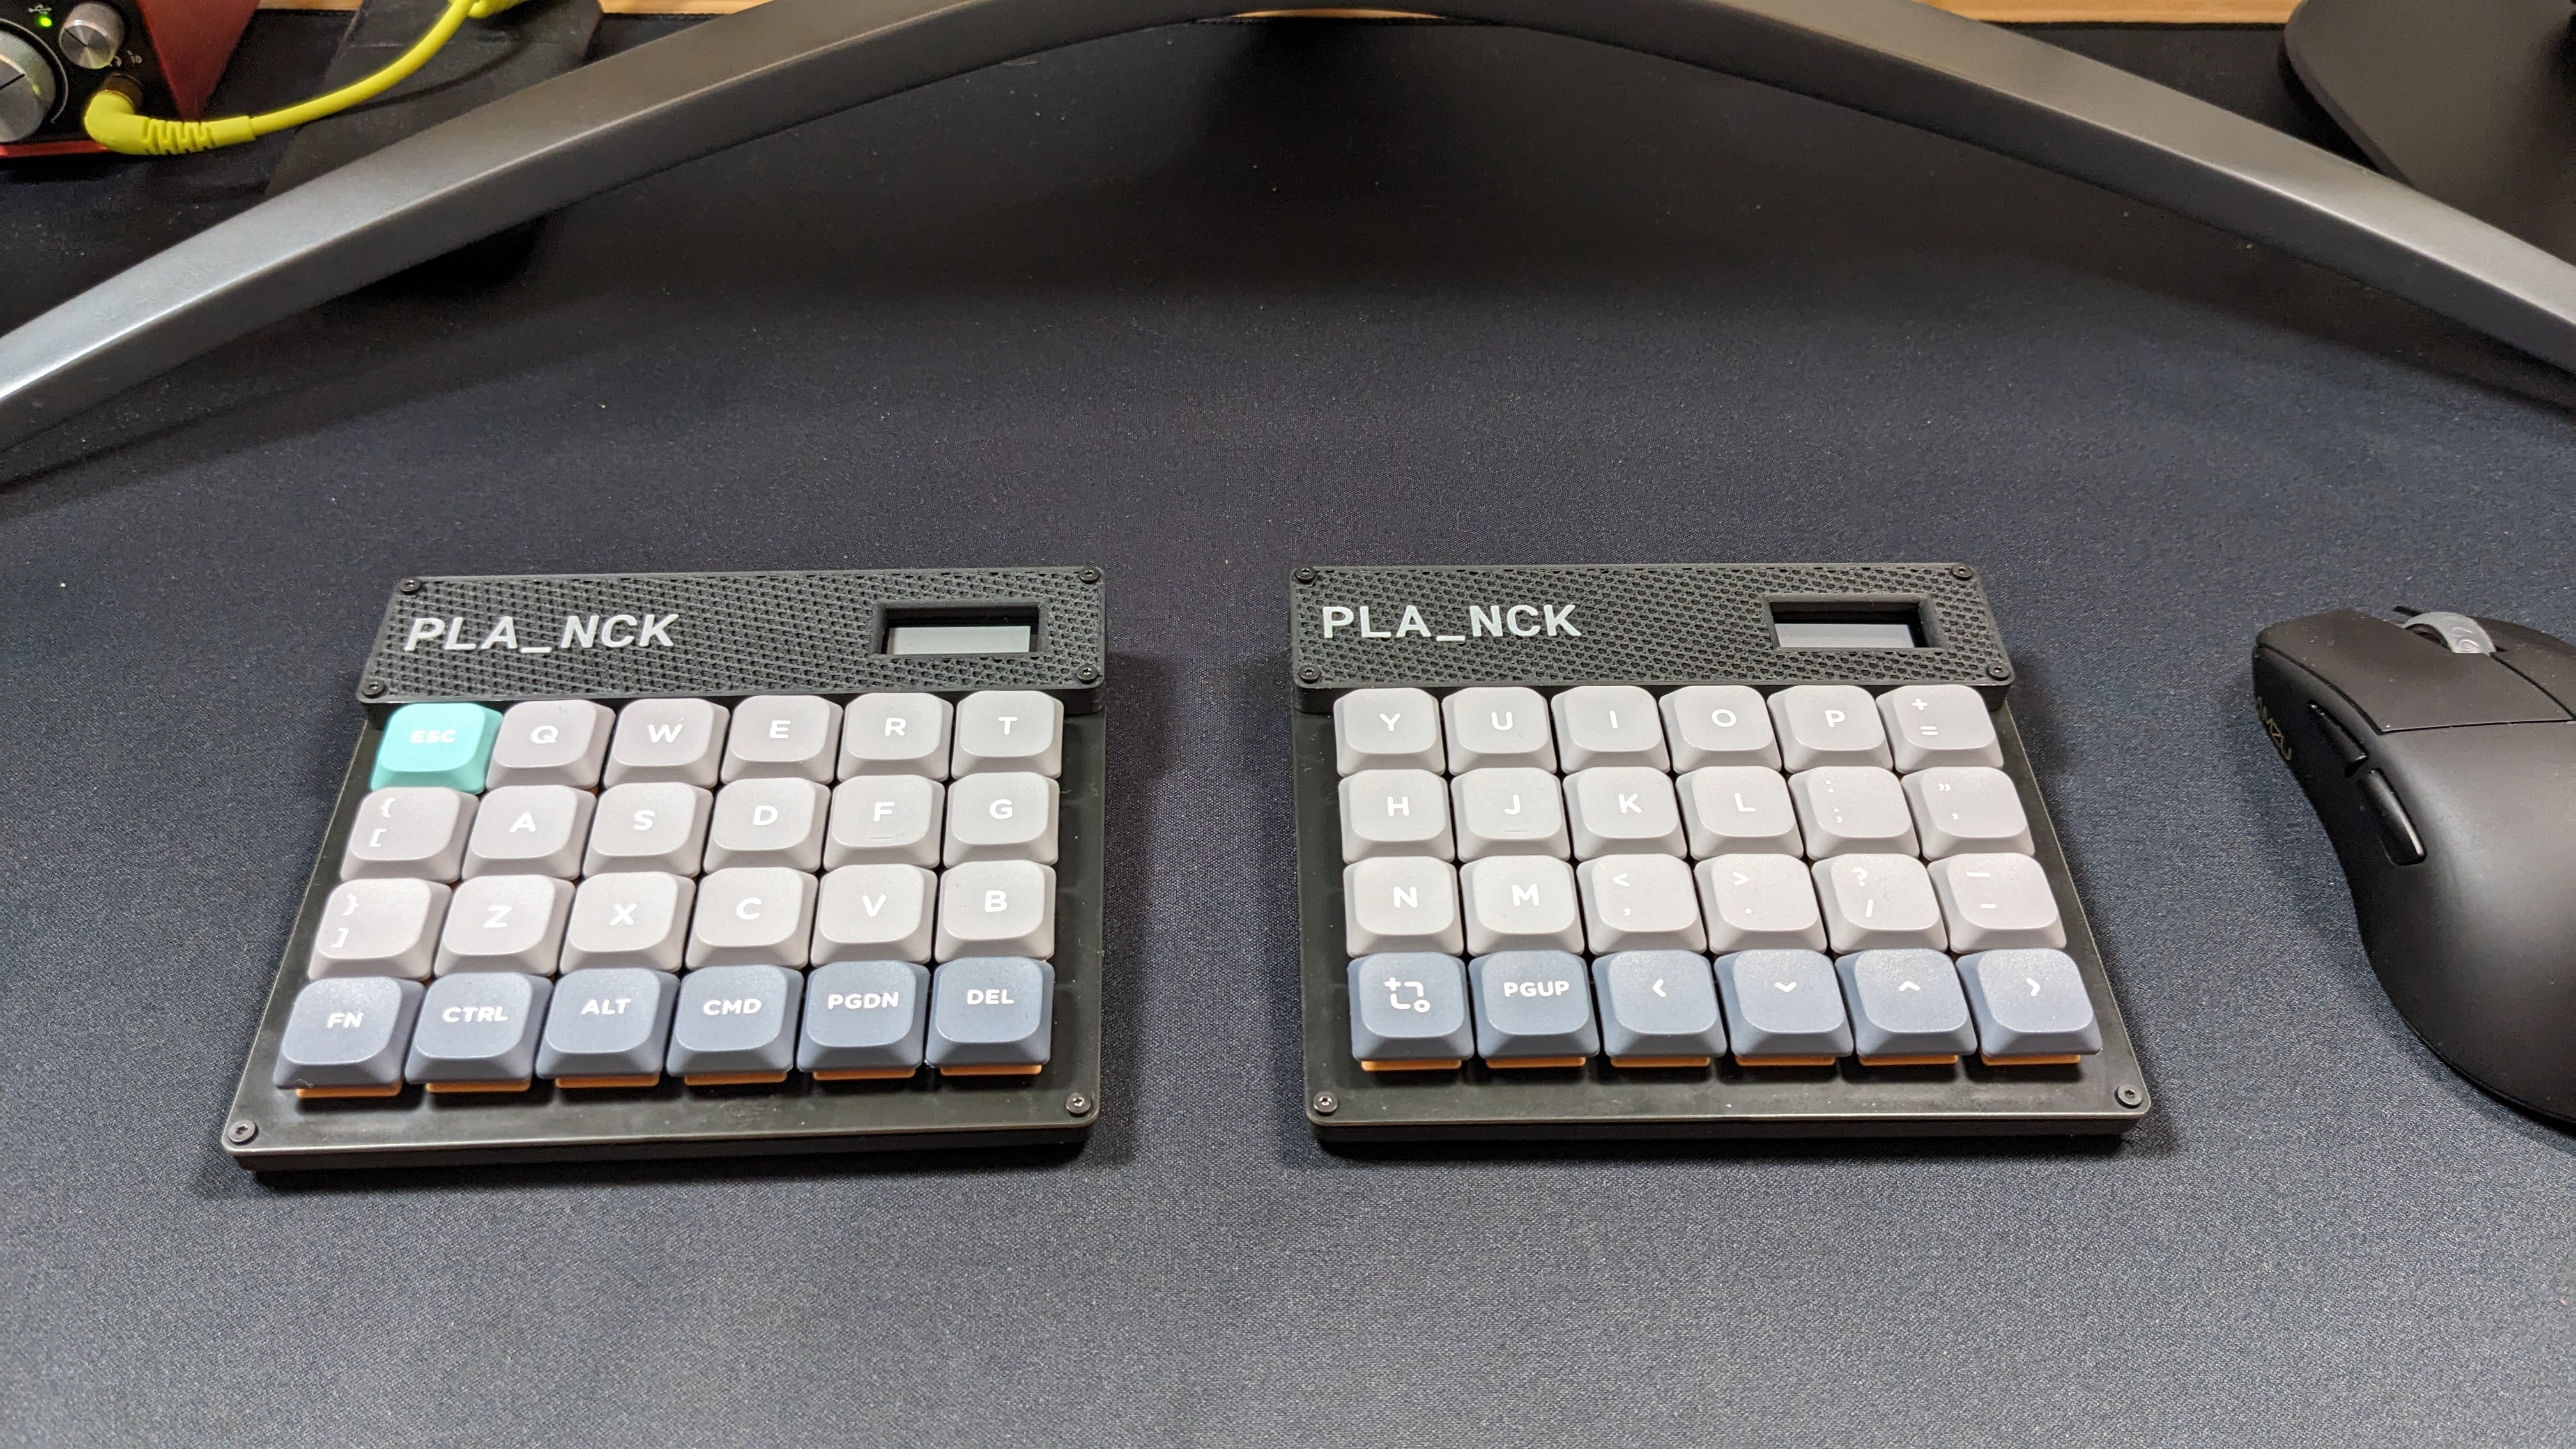 PLA_NCK
ESC Q W E R T
{ [ A S D F G
} ] Z X C V B
FN CTRL ALT CMD PGDN DEL
PLA_NCK
Y U I O P + =
H J K L : ; " '
N M < , > . ? / _ -
PGUP < ⌄ ^ >